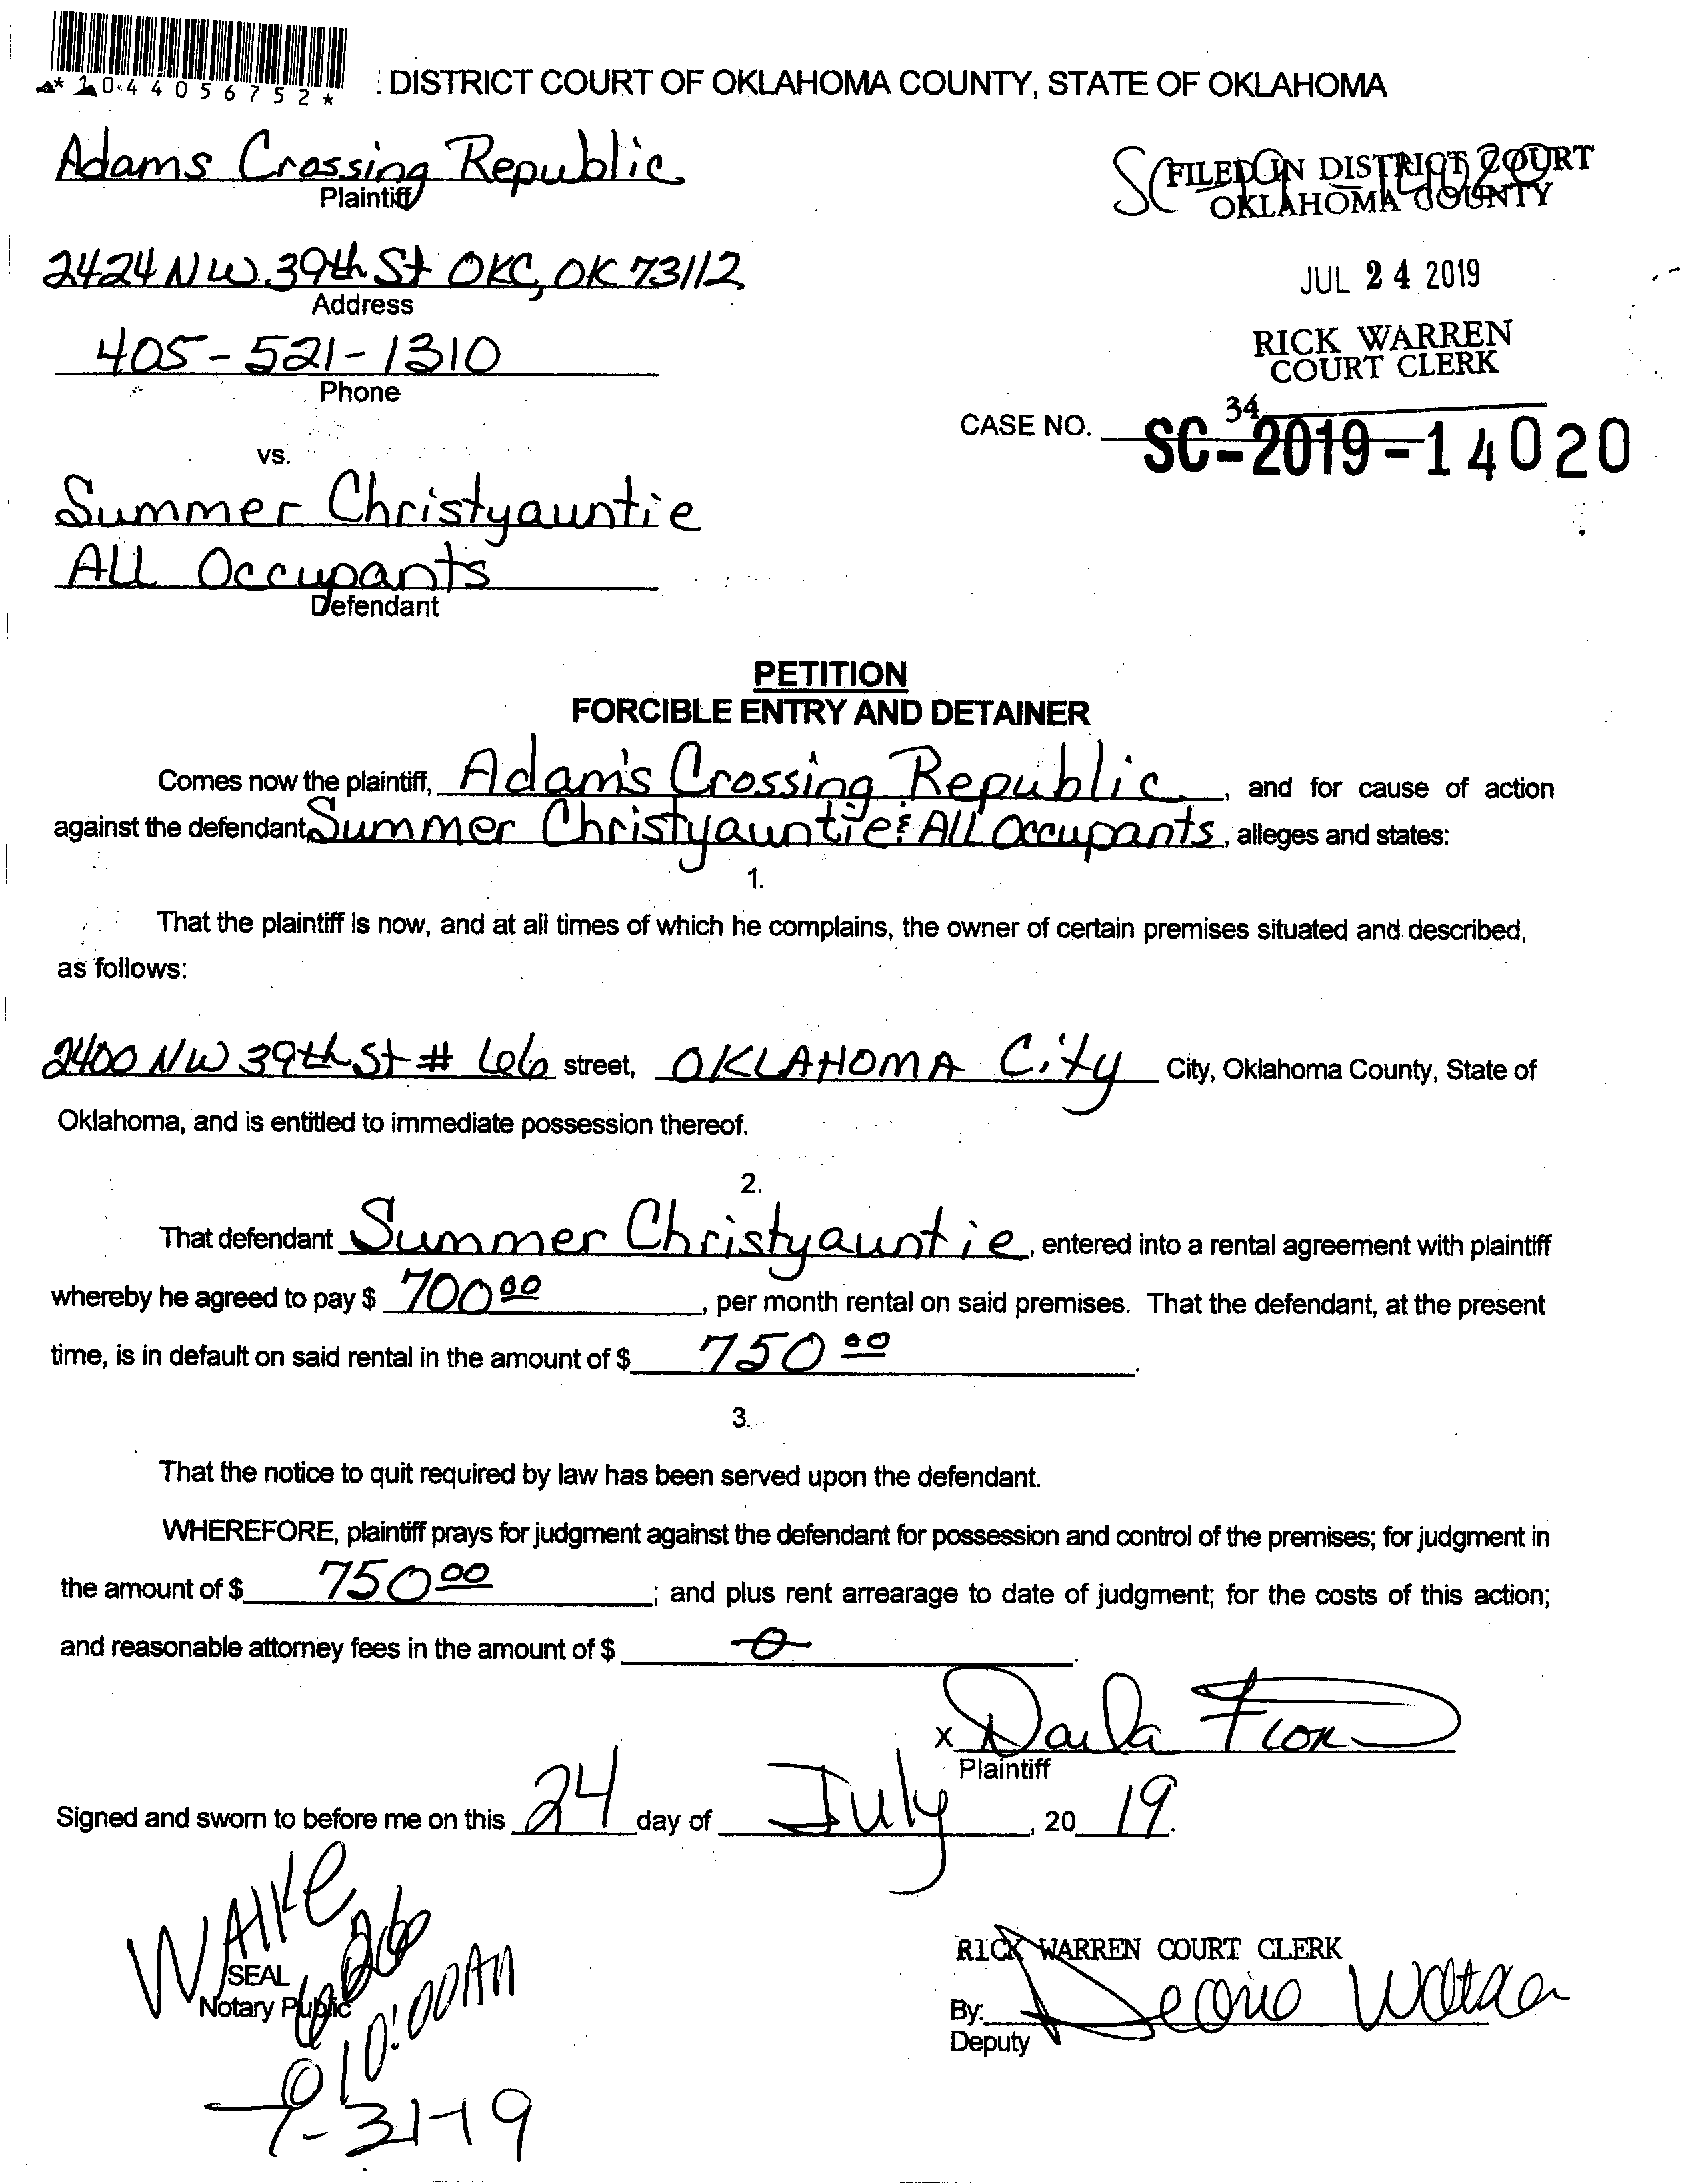 *1044056752*
DISTRICT COURT OF OKLAHOMA COUNTY, STATE OF OKLAHOMA
Adams Crossing Republic
Plaintiff
SC-19-14020
FILED IN DISTRICT COURT
OKLAHOMA COUNTY
2424 NW 39th St OKC, OK 73112
Address
JUL 24 2019
405-521-1310
Phone
RICK WARREN
COURT CLERK
34
CASE NO. SC-2019-14020
vs.
Summer Christyauntie
ALL Occupants
Defendant
PETITION
FORCIBLE ENTRY AND DETAINER
Comes now the plaintiff, Adam's Crossing Republic, and for cause of action
against the defendant, Summer Christyauntie & All Occupants, alleges and states:
1.
That the plaintiff is now, and at all times of which he complains, the owner of certain premises situated and described,
as follows:
2400 NW 39th St # 66 street, OKLAHOMA City City, Oklahoma County, State of
Oklahoma, and is entitled to immediate possession thereof.
2.
That defendant Summer Christyauntie, entered into a rental agreement with plaintiff
whereby he agreed to pay $ 700 00, per month rental on said premises. That the defendant, at the present
time, is in default on said rental in the amount of $ 750 00.
3.
That the notice to quit required by law has been served upon the defendant.
WHEREFORE, plaintiff prays for judgment against the defendant for possession and control of the premises; for judgment in
the amount of $ 750 00; and plus rent arrearage to date of judgment; for the costs of this action;
and reasonable attorney fees in the amount of $ 0.
X Darla
Plaintiff
Signed and sworn to before me on this 24 day of July, 20 19.
SEAL
Notary Public
10:00AM
7-31-19
RICK WARREN COURT CLERK
By:
Deputy